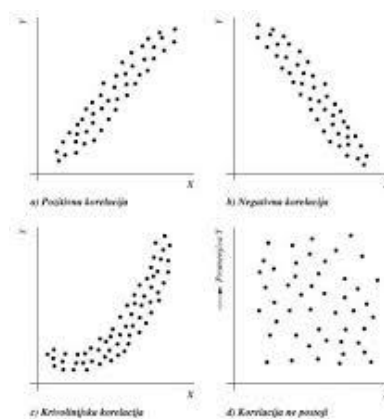 Y
Y
X
X
a) Pozitivna korelacija
b) Negativna korelacija
Y
Y
X
X
c) Krivolinijska korelacija
d) Korelacija ne postoji